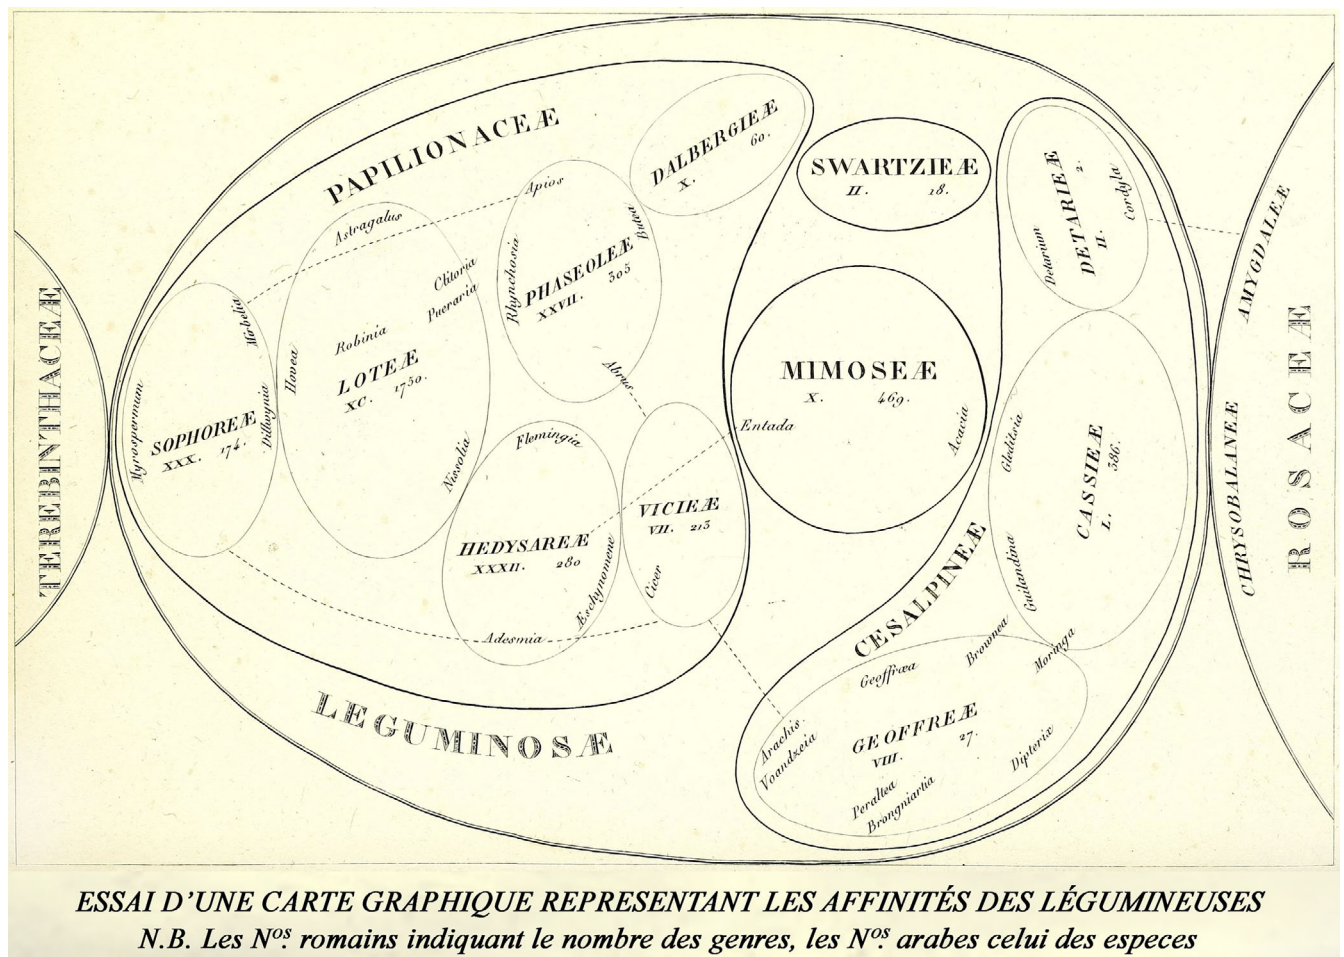 TEREBINTHACEÆ
LEGUMINOSÆ
PAPILIONACEÆ
SOPHOREÆ
XXX. 174.
Myrospermum
Mirbelia
Dillwynia
LOTEÆ
XC. 1750.
Astragalus
Clitoria
Pueraria
Robinia
Hovea
Nissolia
PHASEOLEÆ
XXVII. 305
Apios
Butea
Rhynchosia
Abrus
DALBERGIEÆ
X. 60.
HEDYSAREÆ
XXXII. 280
Flemingia
Æschynomene
Adesmia
VICIEÆ
VII. 213
Cicer
SWARTZIEÆ
II. 18.
MIMOSEÆ
X. 469.
Entada
Acacia
CESALPINEÆ
DETARIEÆ
II. 2.
Detarium
Cordyla
CASSIEÆ
L. 386.
Gleditsia
Guilandina
GEOFFREÆ
VIII. 27.
Geoffræa
Brownea
Moringa
Arachis.
Voandzeia
Peraltea
Brongniartia
Dipterix
AMYGDALEÆ
CHRYSOBALANEÆ
ROSACEÆ
ESSAI D'UNE CARTE GRAPHIQUE REPRESENTANT LES AFFINITÉS DES LÉGUMINEUSES
N.B. Les Nos. romains indiquant le nombre des genres, les Nos. arabes celui des especes